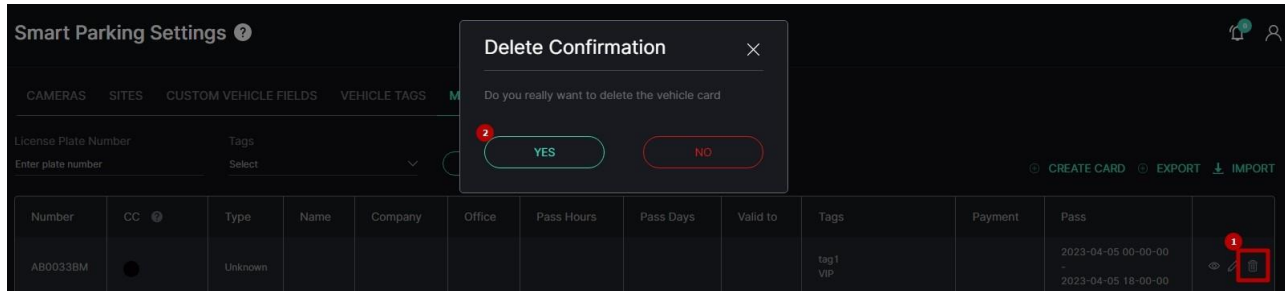 Smart Parking Settings ?
Delete Confirmation
CAMERAS SITES CUSTOM VEHICLE FIELDS VEHICLE TAGS M
Do you really want to delete the vehicle card
License Plate Number Tags
2
YES NO
Enter plate number Select
CREATE CARD EXPORT IMPORT
Number CC ? Type Name Company Office Pass Hours Pass Days Valid to Tags Payment Pass
1
AB0033BM Unknown
tag1
VIP
2023-04-05 00-00-00
-
2023-04-05 18-00-00